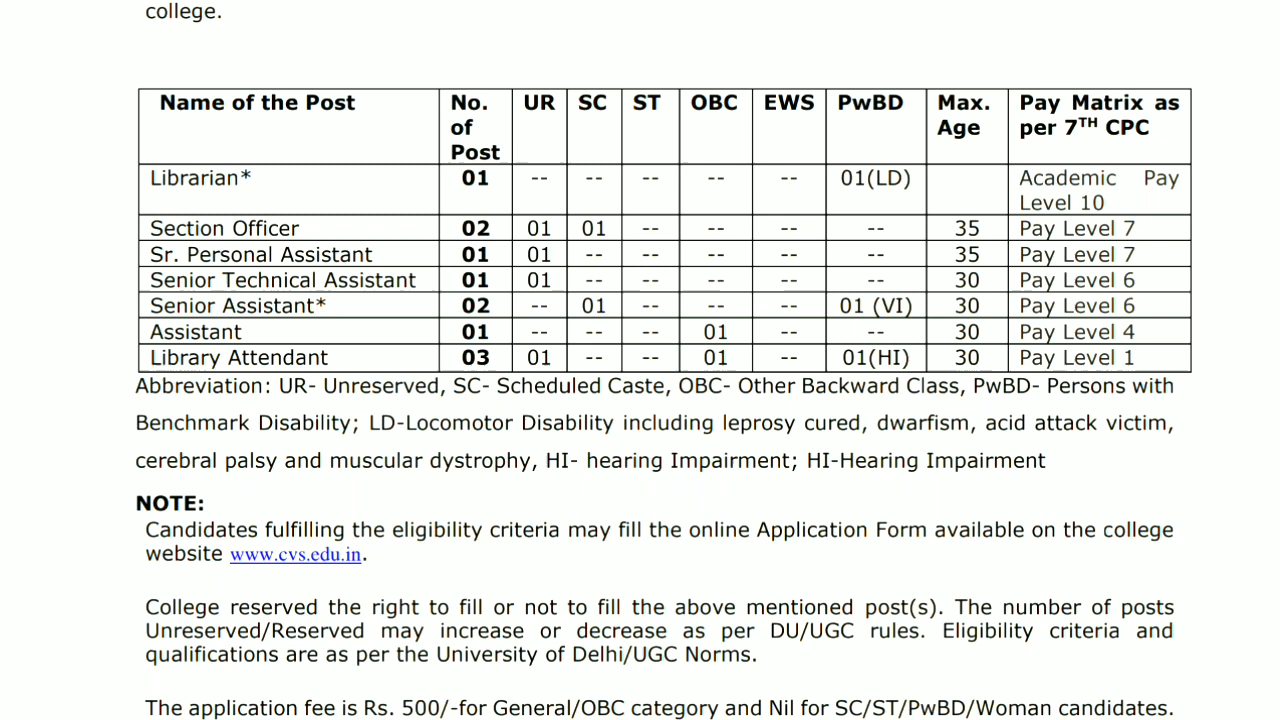 college.
Name of the Post No. of Post UR SC ST OBC EWS PwBD Max. Age Pay Matrix as per 7TH CPC
Librarian* 01 -- -- -- -- -- 01(LD) Academic Pay Level 10
Section Officer 02 01 01 -- -- -- -- 35 Pay Level 7
Sr. Personal Assistant 01 01 -- -- -- -- -- 35 Pay Level 7
Senior Technical Assistant 01 01 -- -- -- -- -- 30 Pay Level 6
Senior Assistant* 02 -- 01 -- -- -- 01 (VI) 30 Pay Level 6
Assistant 01 -- -- -- 01 -- -- 30 Pay Level 4
Library Attendant 03 01 -- -- 01 -- 01(HI) 30 Pay Level 1
Abbreviation: UR- Unreserved, SC- Scheduled Caste, OBC- Other Backward Class, PwBD- Persons with
Benchmark Disability; LD-Locomotor Disability including leprosy cured, dwarfism, acid attack victim,
cerebral palsy and muscular dystrophy, HI- hearing Impairment; HI-Hearing Impairment
NOTE:
Candidates fulfilling the eligibility criteria may fill the online Application Form available on the college
website www.cvs.edu.in.
College reserved the right to fill or not to fill the above mentioned post(s). The number of posts
Unreserved/Reserved may increase or decrease as per DU/UGC rules. Eligibility criteria and
qualifications are as per the University of Delhi/UGC Norms.
The application fee is Rs. 500/-for General/OBC category and Nil for SC/ST/PwBD/Woman candidates.